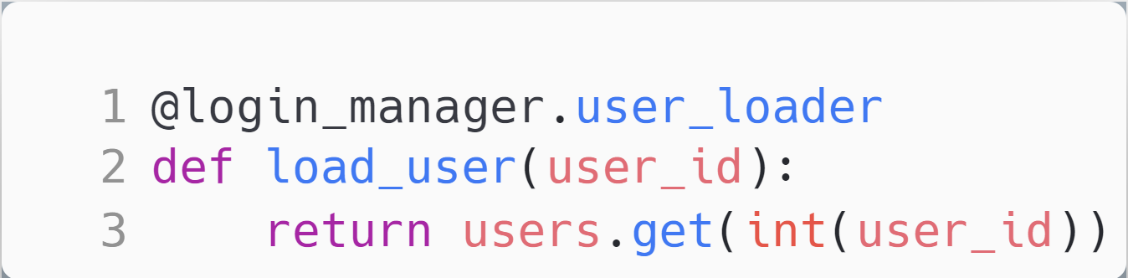 1 @login_manager.user_loader
2 def load_user(user_id):
3     return users.get(int(user_id))